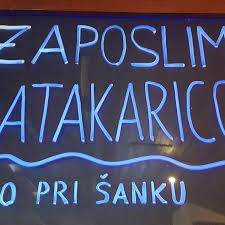 ZAPOSLIM
ATAKARICO
O PRI ŠANKU